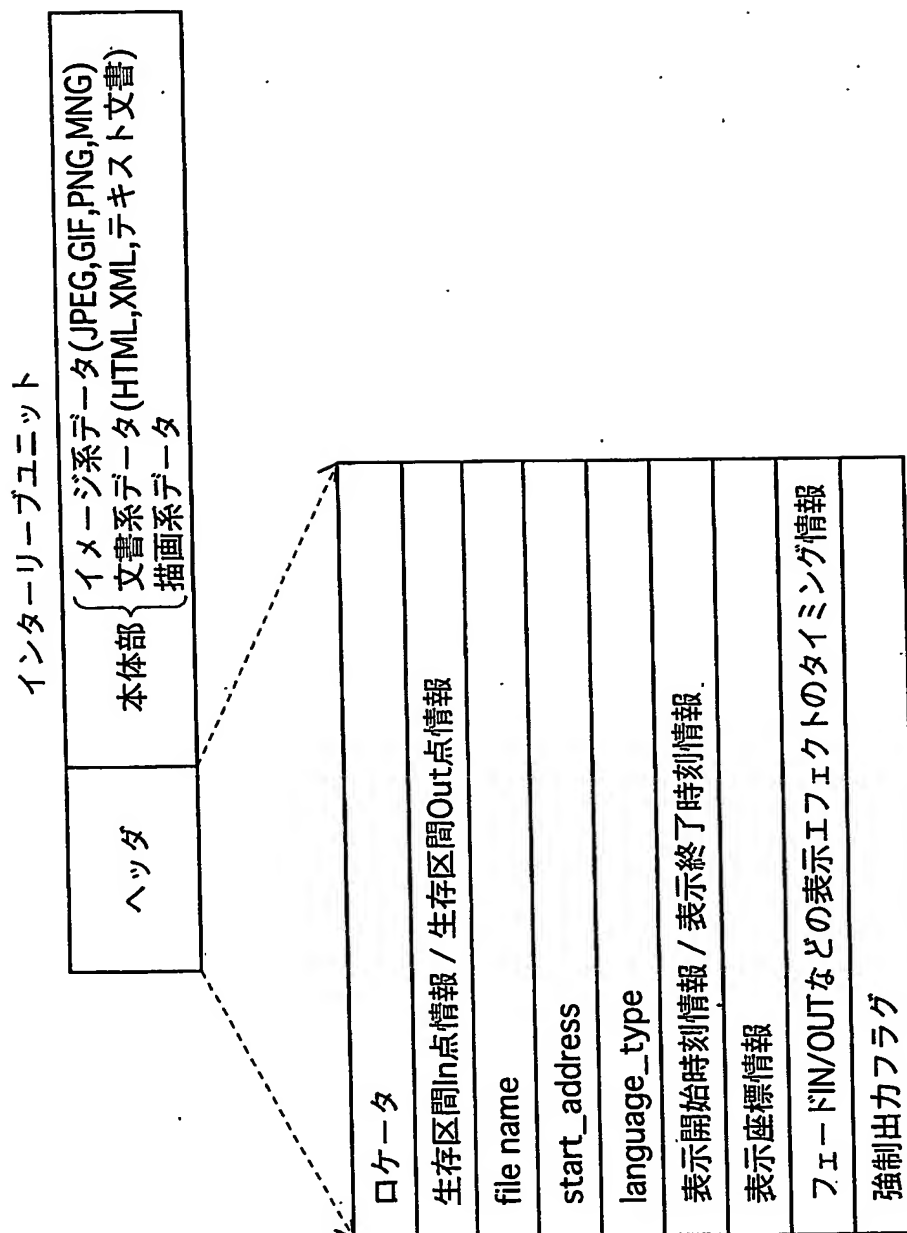 インターリーブユニット
ヘッダ
本体部
イメージ系データ(JPEG,GIF,PNG,MNG)
文書系データ(HTML,XML,テキスト文書)
描画系データ
ロケータ
生存区間In点情報 / 生存区間Out点情報
file name
start_address
language_type
表示開始時刻情報 / 表示終了時刻情報
表示座標情報
フェードIN/OUTなどの表示エフェクトのタイミング情報
強制出力フラグ